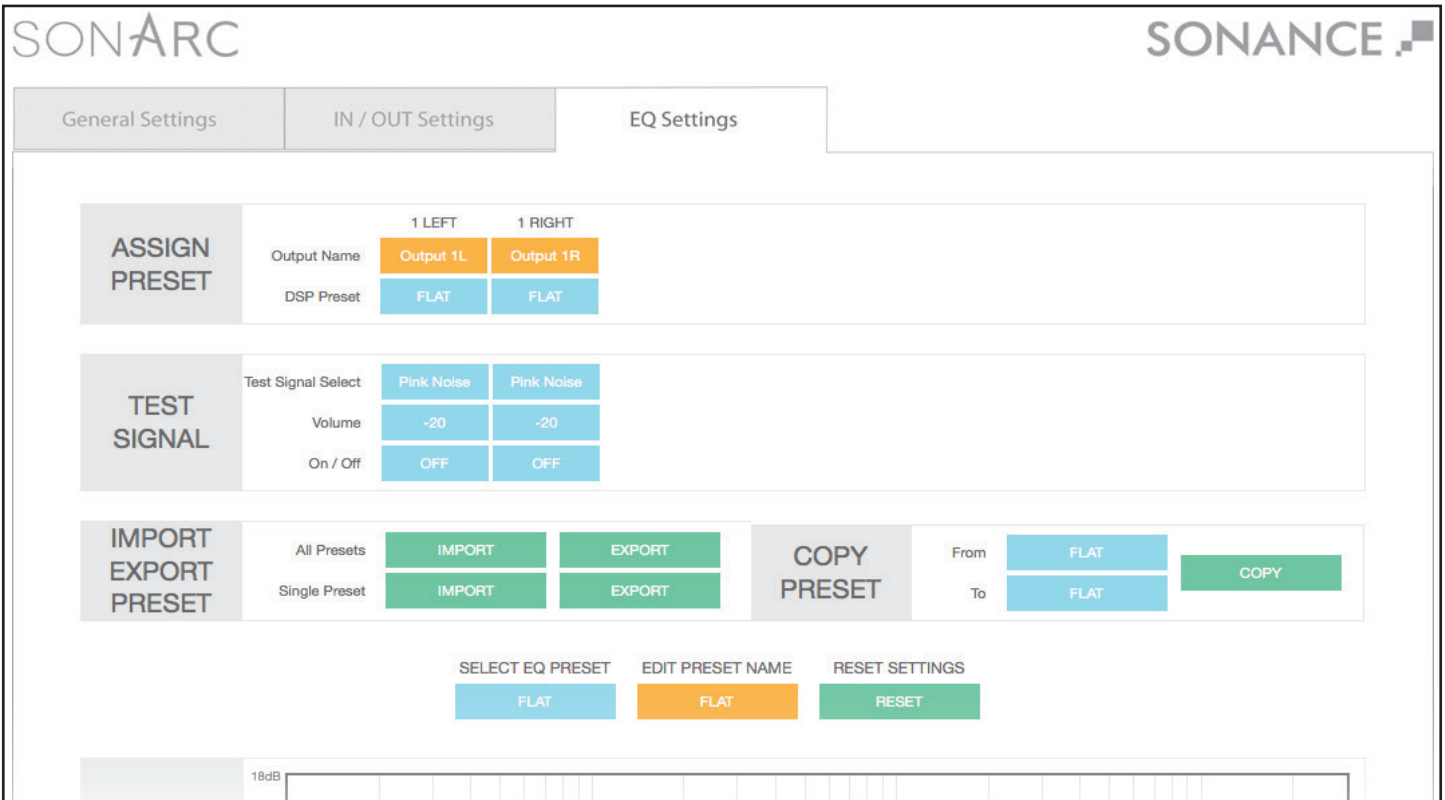 SONARC
SONANCE
General Settings
IN / OUT Settings
EQ Settings
ASSIGN
PRESET
1 LEFT 1 RIGHT
Output Name Output 1L Output 1R
DSP Preset FLAT FLAT
TEST
SIGNAL
Test Signal Select Pink Noise Pink Noise
Volume -20 -20
On / Off OFF OFF
IMPORT
EXPORT
PRESET
All Presets IMPORT EXPORT
Single Preset IMPORT EXPORT
COPY
PRESET
From FLAT
To FLAT
COPY
SELECT EQ PRESET EDIT PRESET NAME RESET SETTINGS
FLAT FLAT RESET
18dB